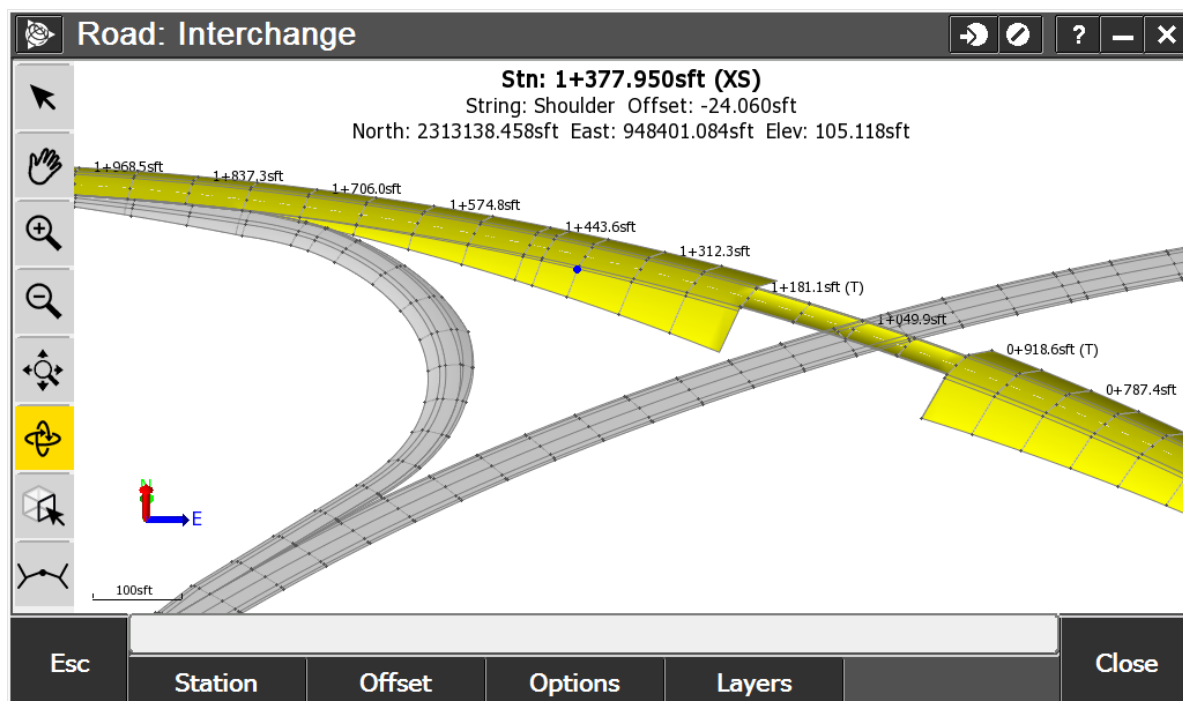 Road: Interchange
?
Stn: 1+377.950sft (XS)
String: Shoulder Offset: -24.060sft
North: 2313138.458sft East: 948401.084sft Elev: 105.118sft
1+968.5sft
1+837.3sft
1+706.0sft
1+574.8sft
1+443.6sft
1+312.3sft
1+181.1sft (T)
1+049.9sft
0+918.6sft (T)
0+787.4sft
N
E
100sft
Esc
Station
Offset
Options
Layers
Close